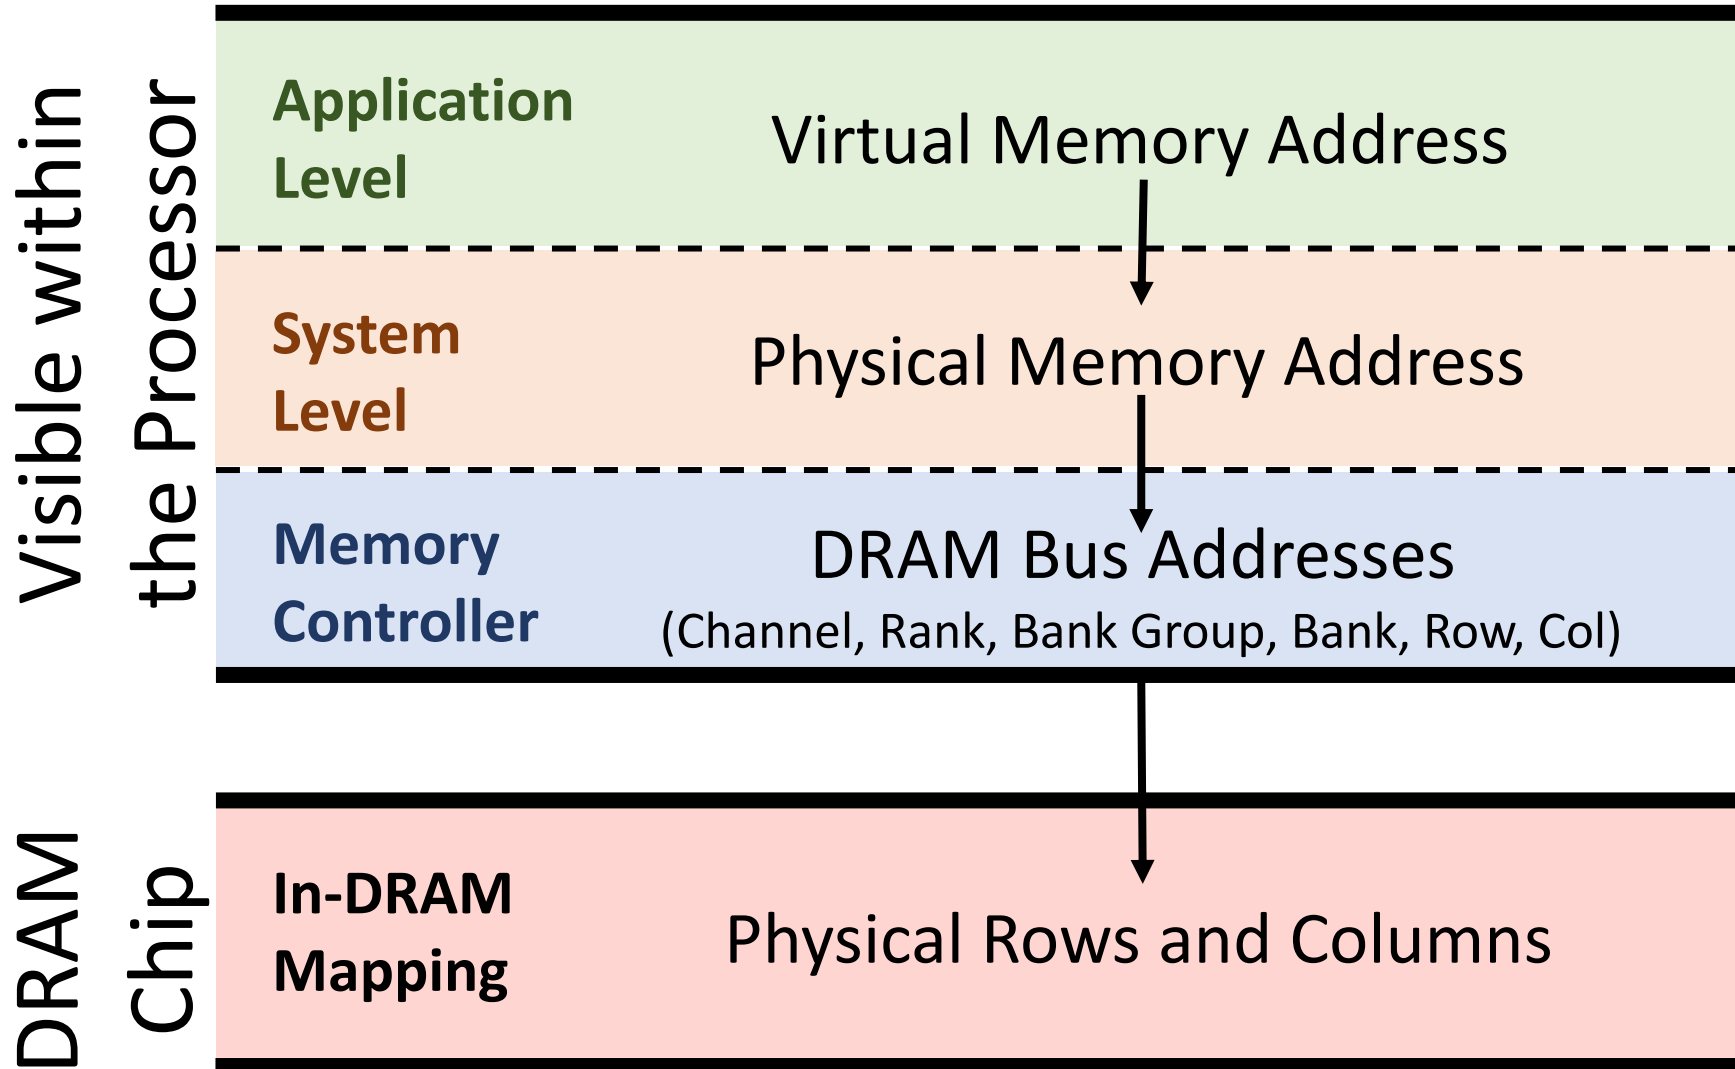 Visible within
the Processor
Application
Level
Virtual Memory Address
System
Level
Physical Memory Address
Memory
Controller
DRAM Bus Addresses
(Channel, Rank, Bank Group, Bank, Row, Col)
DRAM
Chip
In-DRAM
Mapping
Physical Rows and Columns